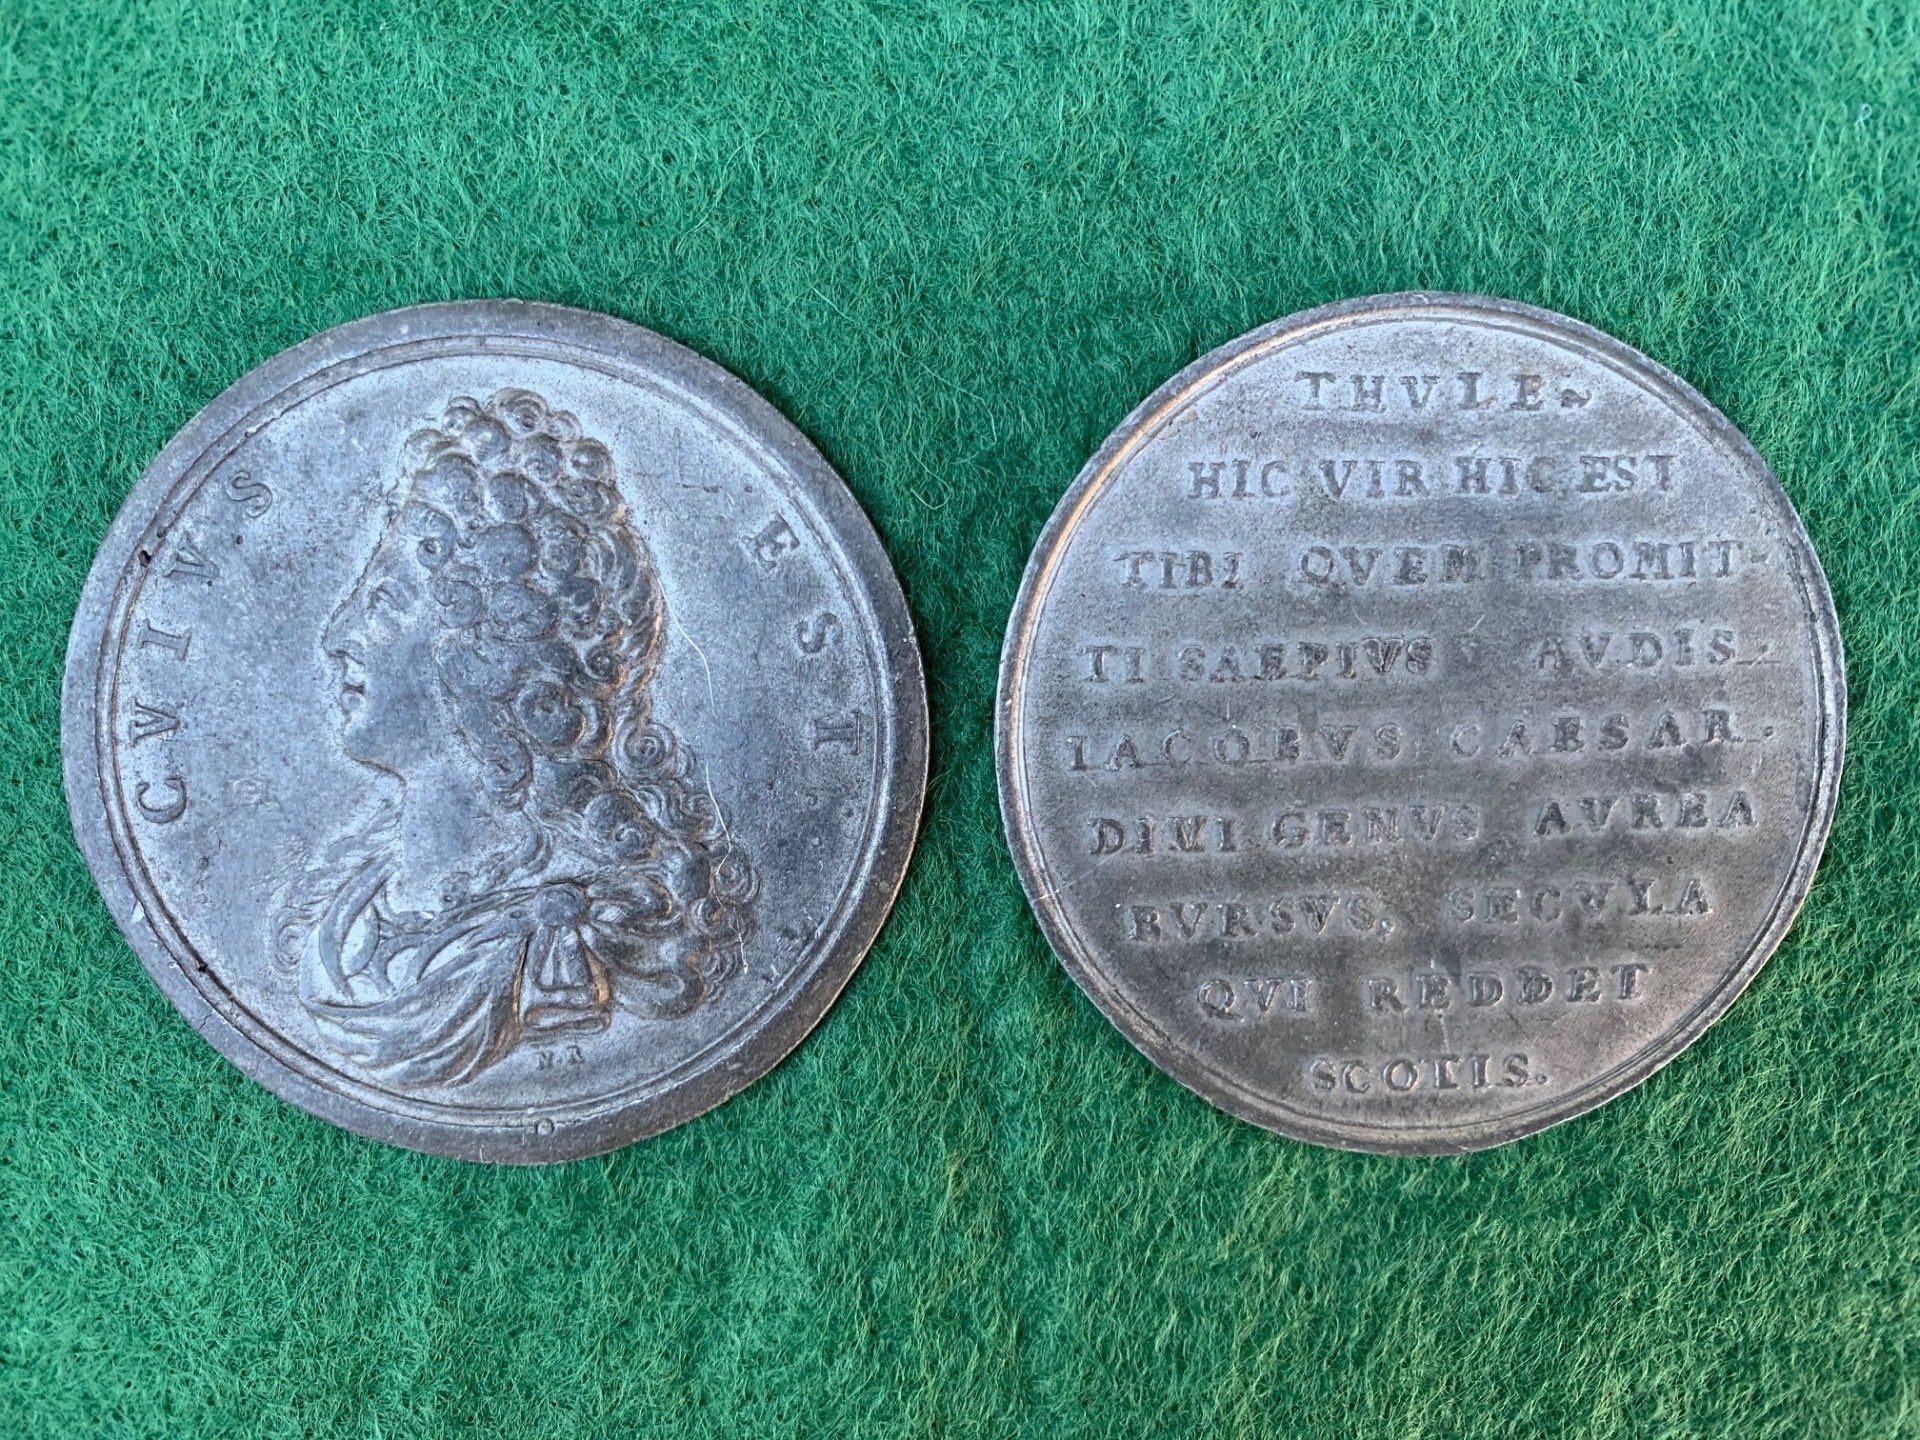 CVIVS EST
N.R
THVLE~
HIC VIR HIC EST
TIBI QVEM PROMIT-
TI SAEPIVS AVDIS
IACOBVS CAESAR.
DIVI GENVS AVREA
RVRSVS, SECVLA
QVI REDDET
SCOTIS.